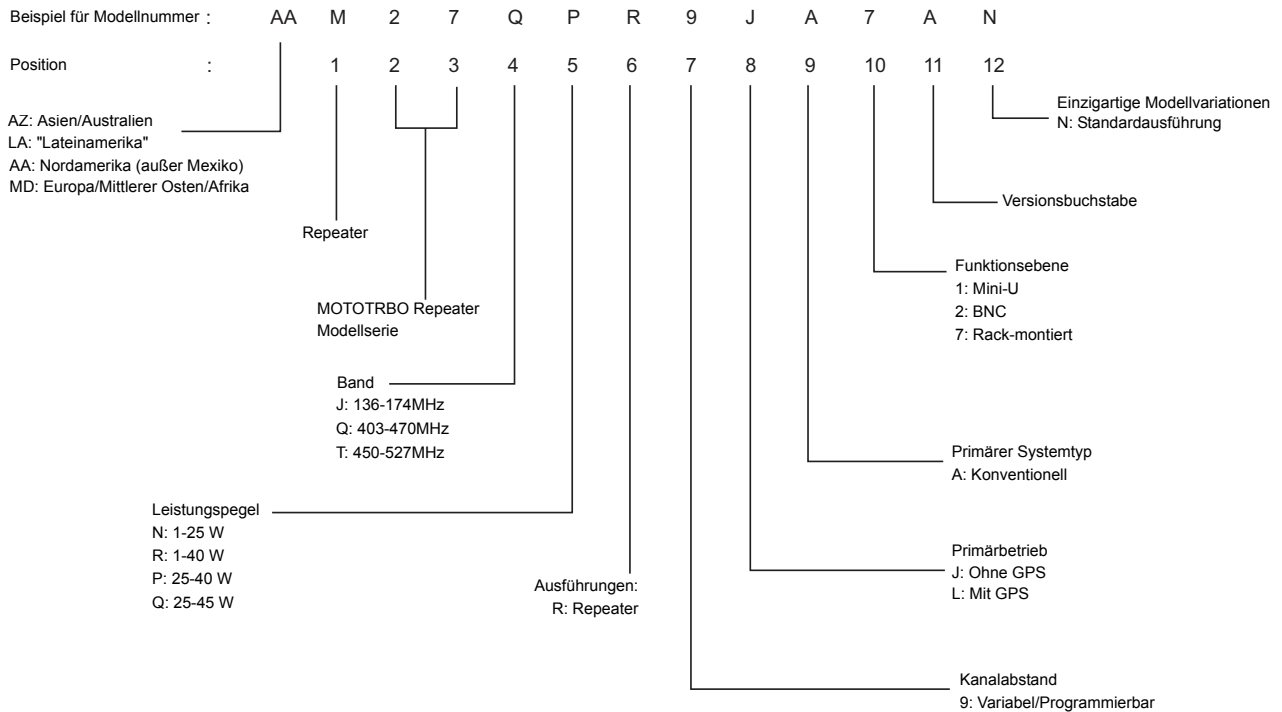 Beispiel für Modellnummer : AA M 2 7 Q P R 9 J A 7 A N
Position : 1 2 3 4 5 6 7 8 9 10 11 12
AZ: Asien/Australien
LA: "Lateinamerika"
AA: Nordamerika (außer Mexiko)
MD: Europa/Mittlerer Osten/Afrika
Repeater
MOTOTRBO Repeater
Modellserie
Band
J: 136-174MHz
Q: 403-470MHz
T: 450-527MHz
Leistungspegel
N: 1-25 W
R: 1-40 W
P: 25-40 W
Q: 25-45 W
Ausführungen:
R: Repeater
Einzigartige Modellvariationen
N: Standardausführung
Versionsbuchstabe
Funktionsebene
1: Mini-U
2: BNC
7: Rack-montiert
Primärer Systemtyp
A: Konventionell
Primärbetrieb
J: Ohne GPS
L: Mit GPS
Kanalabstand
9: Variabel/Programmierbar